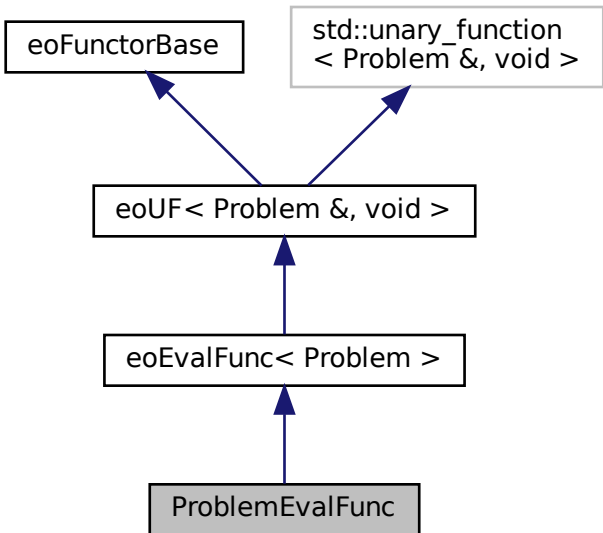 eoFunctorBase
std::unary_function
< Problem &, void >
eoUF< Problem &, void >
eoEvalFunc< Problem >
ProblemEvalFunc